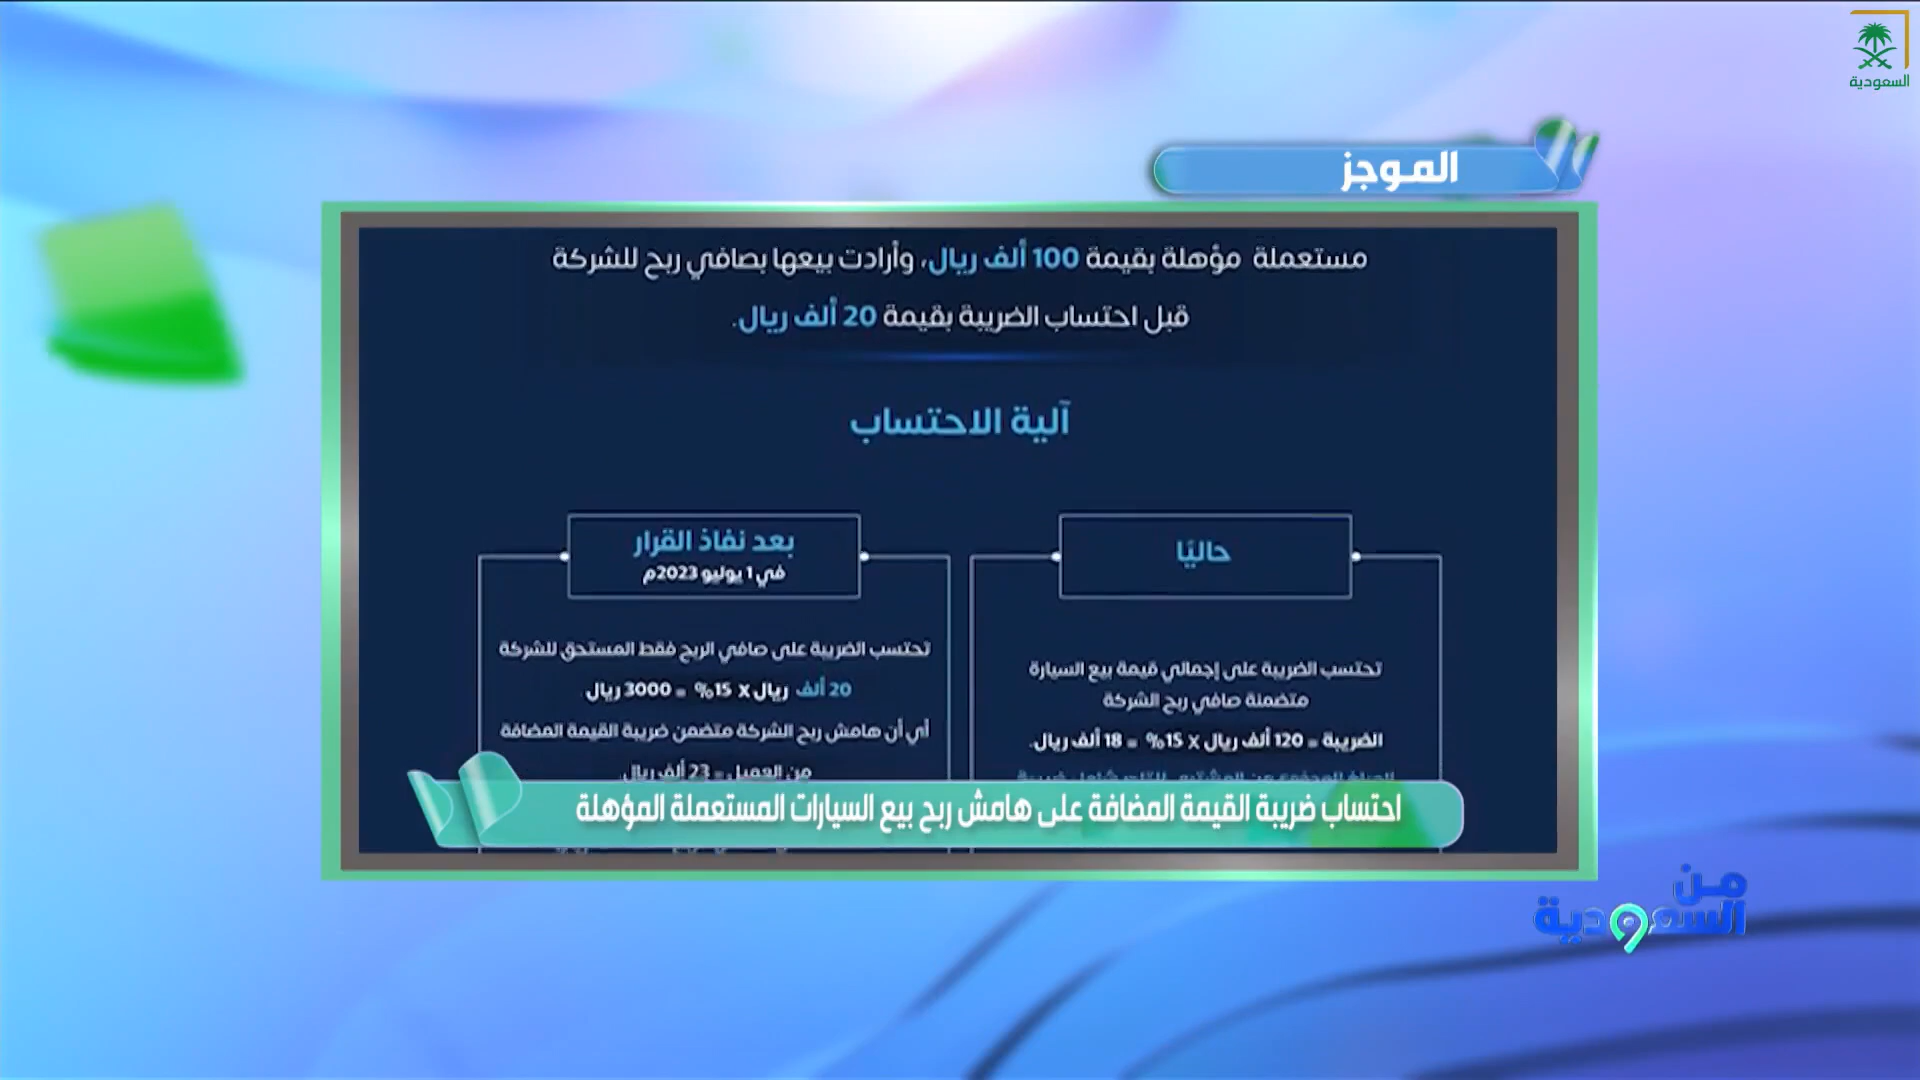 السعودية
الموجز
مستعملة مؤهلة بقيمة 100 ألف ريال، وأرادت بيعها بصافي ربح للشركة
قبل احتساب الضريبة بقيمة 20 ألف ريال.
آلية الاحتساب
حاليًا
تحتسب الضريبة على إجمالي قيمة بيع السيارة
متضمنة صافي ربح الشركة
الضريبة = 120 ألف ريال x 15% = 18 ألف ريال.
بعد نفاذ القرار
في 1 يوليو 2023م
تحتسب الضريبة على صافي الربح فقط المستحق للشركة
20 ألف ريال x 15% = 3000 ريال
أي أن هامش ربح الشركة متضمن ضريبة القيمة المضافة
من العميل = 23 ألف ريال.
احتساب ضريبة القيمة المضافة على هامش ربح بيع السيارات المستعملة المؤهلة
من
السعودية